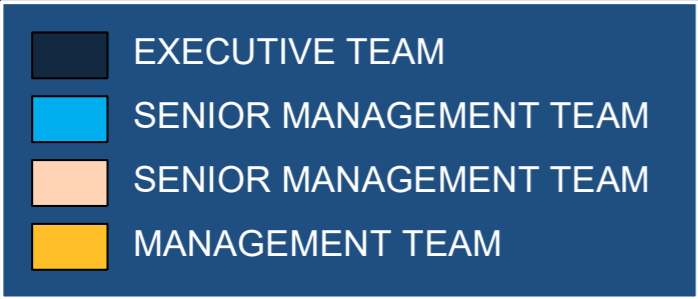 EXECUTIVE TEAM
SENIOR MANAGEMENT TEAM
SENIOR MANAGEMENT TEAM
MANAGEMENT TEAM